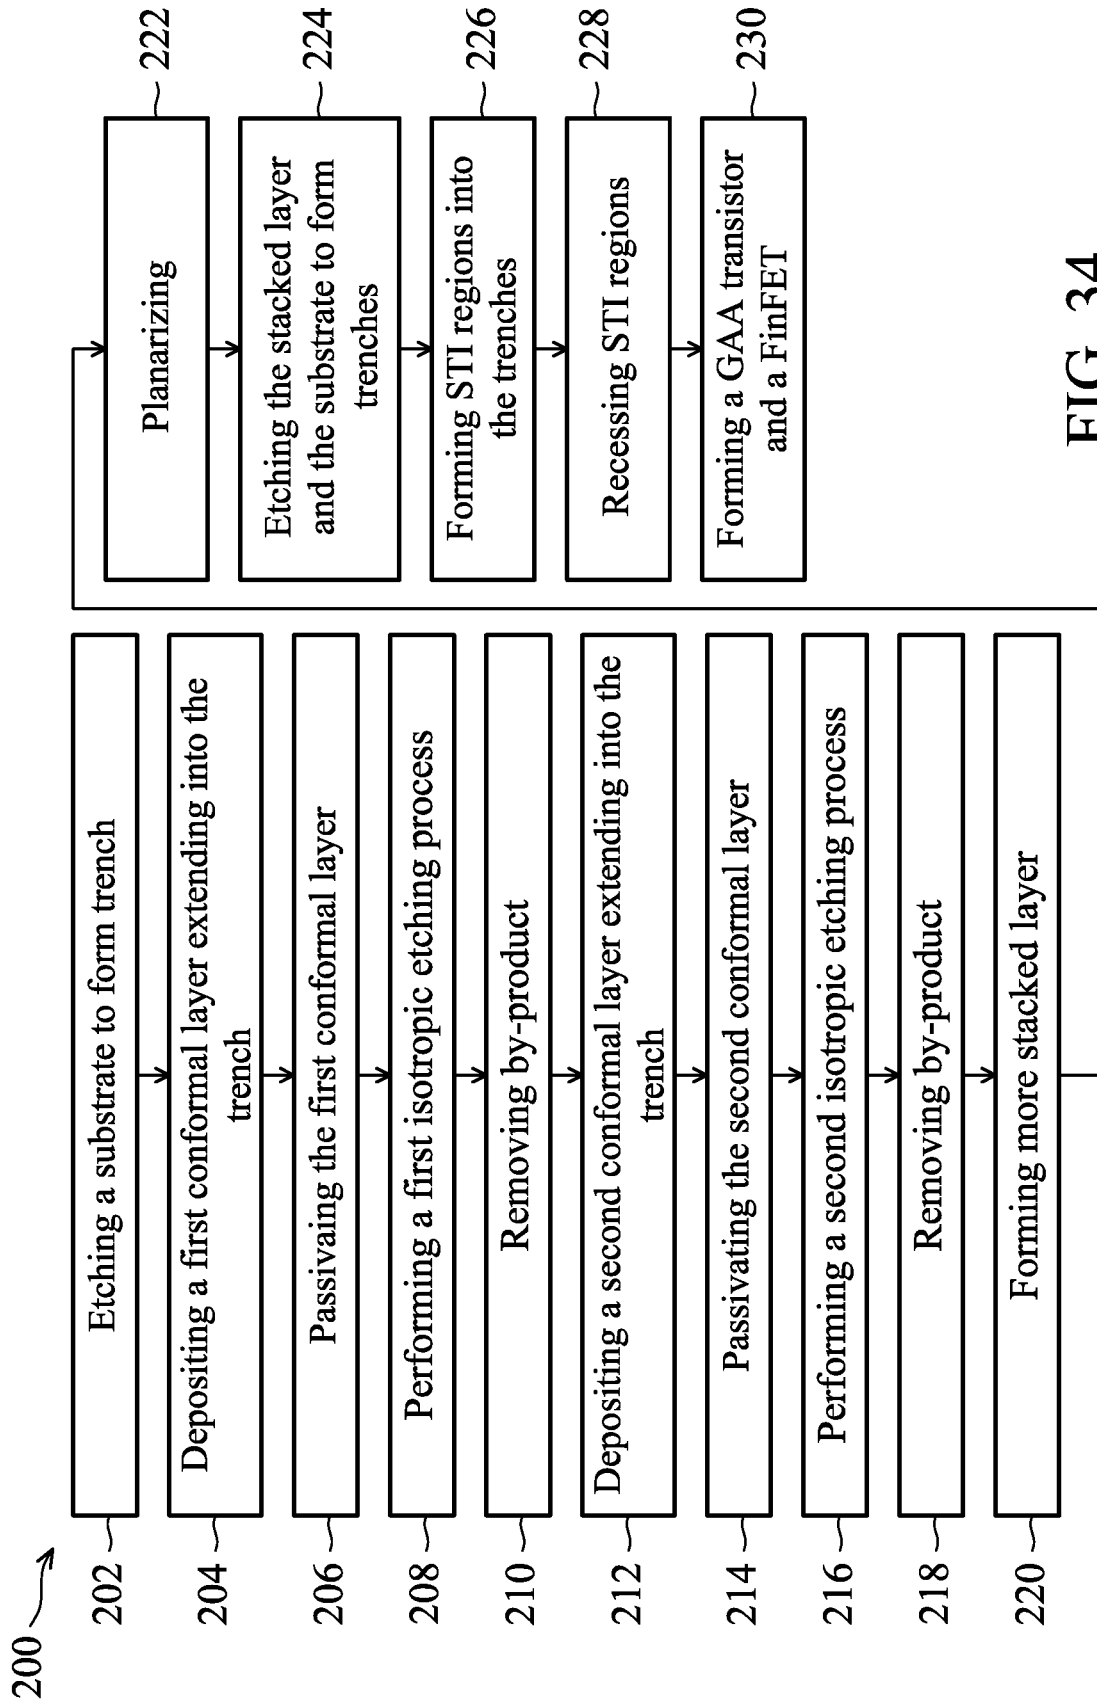 200
202
Etching a substrate to form trench
204
Depositing a first conformal layer extending into the
trench
206
Passivaing the first conformal layer
208
Performing a first isotropic etching process
210
Removing by-product
212
Depositing a second conformal layer extending into the
trench
214
Passivating the second conformal layer
216
Performing a second isotropic etching process
218
Removing by-product
220
Forming more stacked layer
Planarizing
222
Etching the stacked layer
and the substrate to form
trenches
224
Forming STI regions into
the trenches
226
Recessing STI regions
228
Forming a GAA transistor
and a FinFET
230
FIG. 34